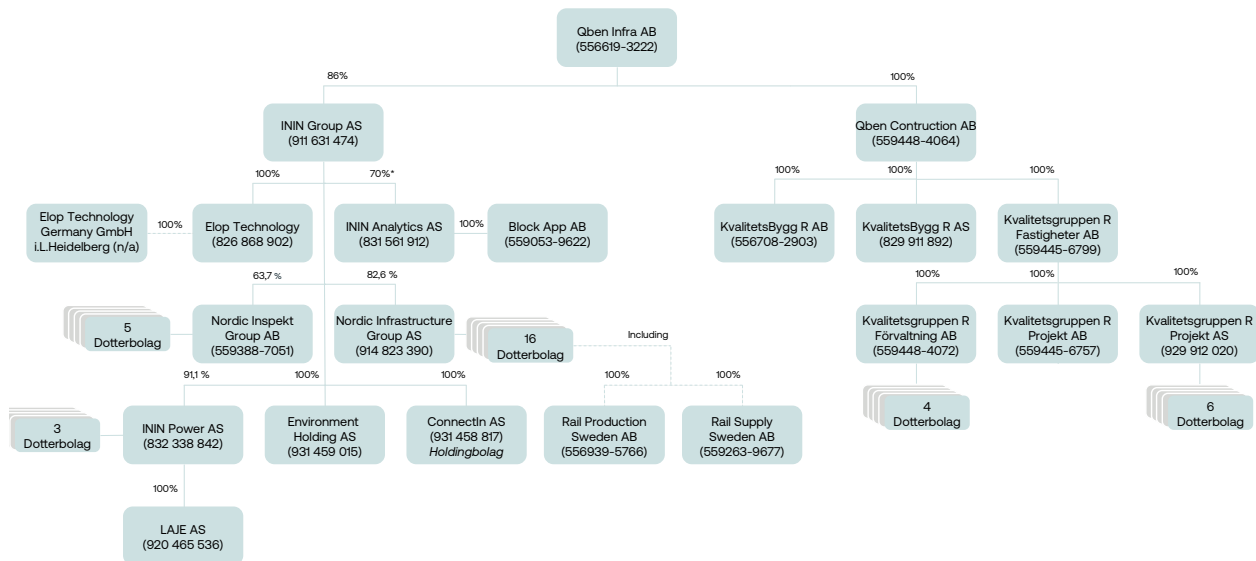 Qben Infra AB
(556619-3222)
86%
100%
ININ Group AS
(911 631 474)
Qben Contruction AB
(559448-4064)
100%
70%*
100%
100%
100%
Elop Technology
Germany GmbH
i.L.Heidelberg (n/a)
100%
Elop Technology
(826 868 902)
ININ Analytics AS
(831 561 912)
100%
Block App AB
(559053-9622)
KvalitetsBygg R AB
(556708-2903)
KvalitetsBygg R AS
(829 911 892)
Kvalitetsgruppen R
Fastigheter AB
(559445-6799)
63,7 %
82,6 %
100%
100%
100%
5
Dotterbolag
Nordic Inspekt
Group AB
(559388-7051)
Nordic Infrastructure
Group AS
(914 823 390)
16
Dotterbolag
Including
Kvalitetsgruppen R
Förvaltning AB
(559448-4072)
Kvalitetsgruppen R
Projekt AB
(559445-6757)
Kvalitetsgruppen R
Projekt AS
(929 912 020)
91,1 %
100%
100%
100%
100%
3
Dotterbolag
ININ Power AS
(832 338 842)
Environment
Holding AS
(931 459 015)
ConnectIn AS
(931 458 817)
Holdingbolag
Rail Production
Sweden AB
(556939-5766)
Rail Supply
Sweden AB
(559263-9677)
4
Dotterbolag
6
Dotterbolag
100%
LAJE AS
(920 465 536)